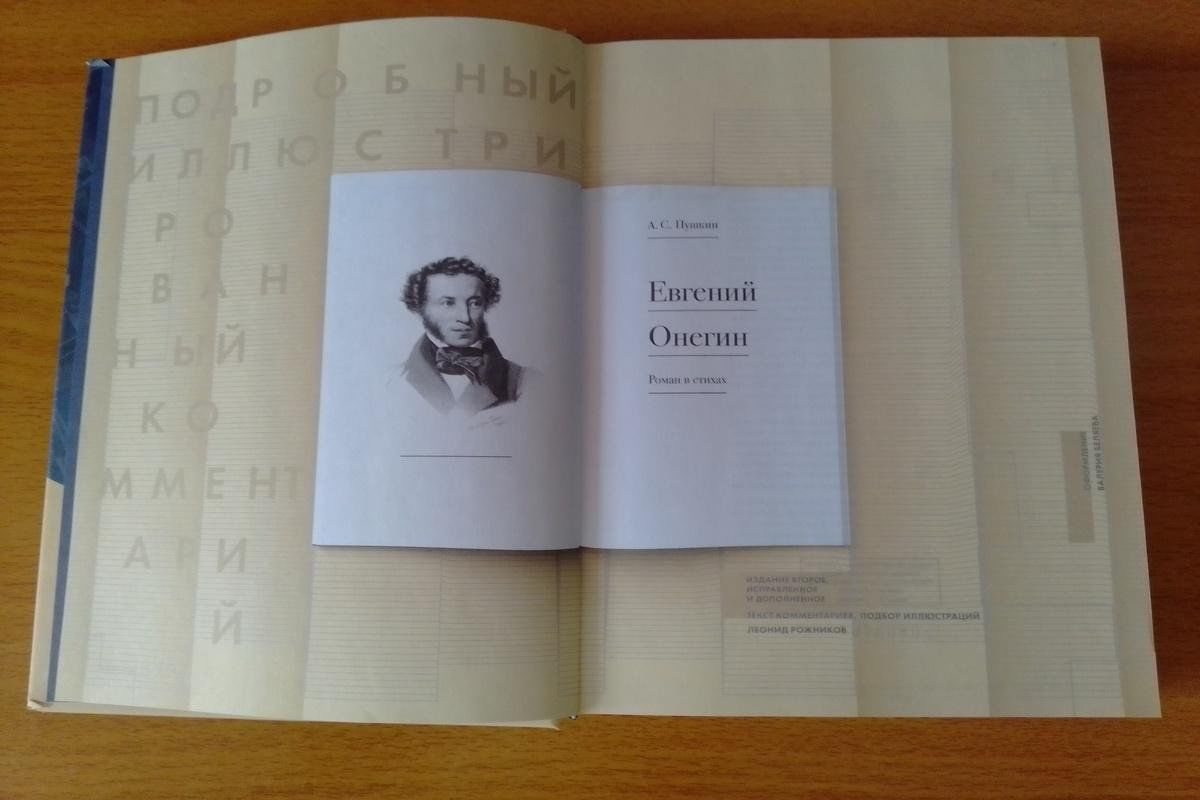 ПОДРОБНЫЙ
ИЛЛЮСТРИ
РО
ВАН
НЫЙ
КО
ММЕНТ
АРИ
Й
А. С. Пушкин
Евгений
Онегин
Роман в стихах
ОФОРМЛЕНИЕ
ВАЛЕРИЯ БЕЛЯЕВА
ИЗДАНИЕ ВТОРОЕ,
ИСПРАВЛЕННОЕ
И ДОПОЛНЕННОЕ
ТЕКСТ КОММЕНТАРИЕВ, ПОДБОР ИЛЛЮСТРАЦИЙ
ЛЕОНИД РОЖНИКОВ